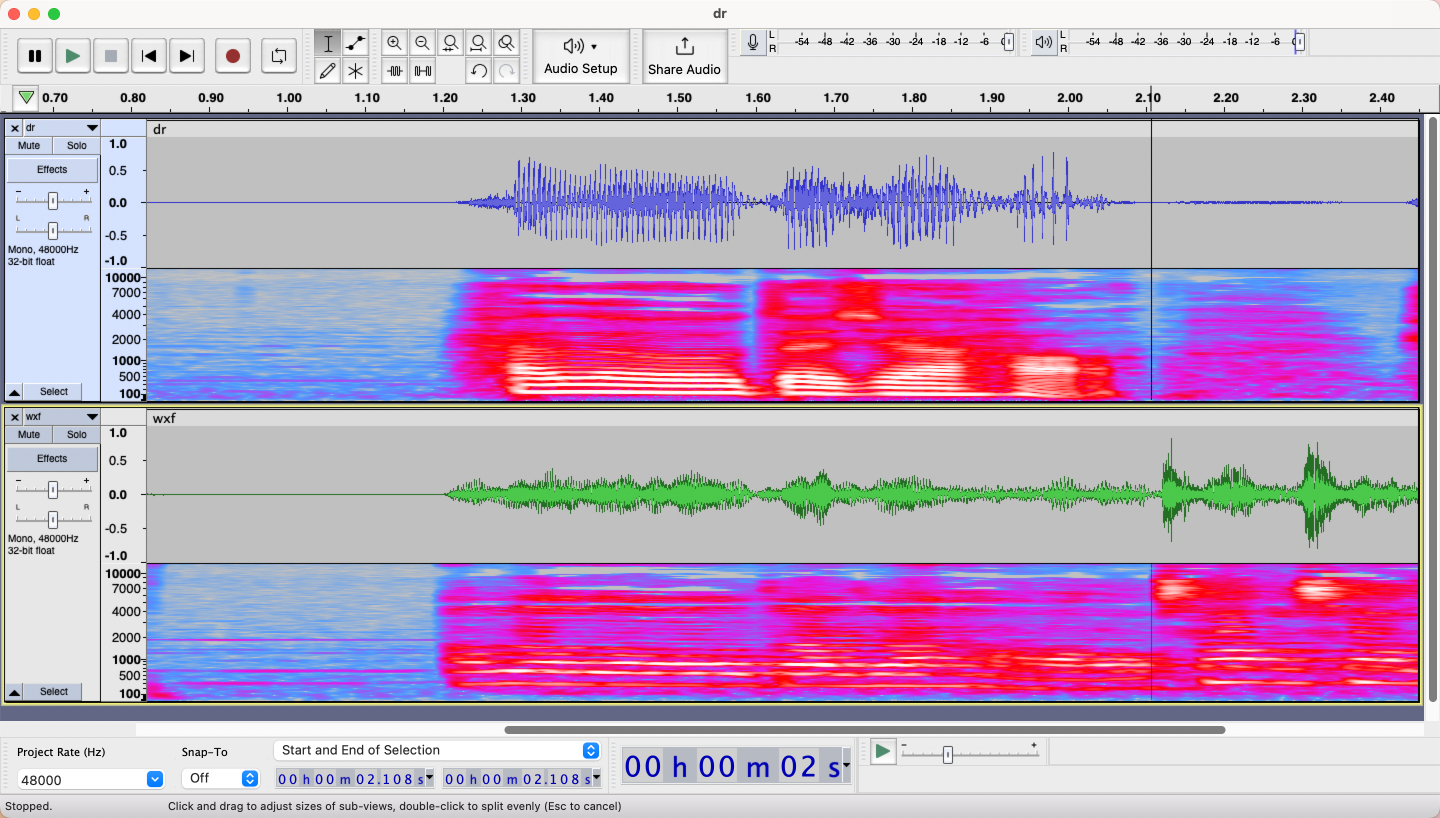 dr
Audio Setup
Share Audio
L
R
-54 -48 -42 -36 -30 -24 -18 -12 -6
L
R
-54 -48 -42 -36 -30 -24 -18 -12 -6
0.70 0.80 0.90 1.00 1.10 1.20 1.30 1.40 1.50 1.60 1.70 1.80 1.90 2.00 2.10 2.20 2.30 2.40
dr
Mute Solo
Effects
- +
L R
Mono, 48000Hz
32-bit float
Select
1.0
0.5
0.0
-0.5
-1.0
10000
7000
4000
2000
1000
500
100
dr
wxf
Mute Solo
Effects
- +
L R
Mono, 48000Hz
32-bit float
Select
1.0
0.5
0.0
-0.5
-1.0
10000
7000
4000
2000
1000
500
100
wxf
Project Rate (Hz)
48000
Snap-To
Off
Start and End of Selection
00 h 00 m 02.108 s
00 h 00 m 02.108 s
00 h 00 m 02 s
- +
Stopped.
Click and drag to adjust sizes of sub-views, double-click to split evenly (Esc to cancel)